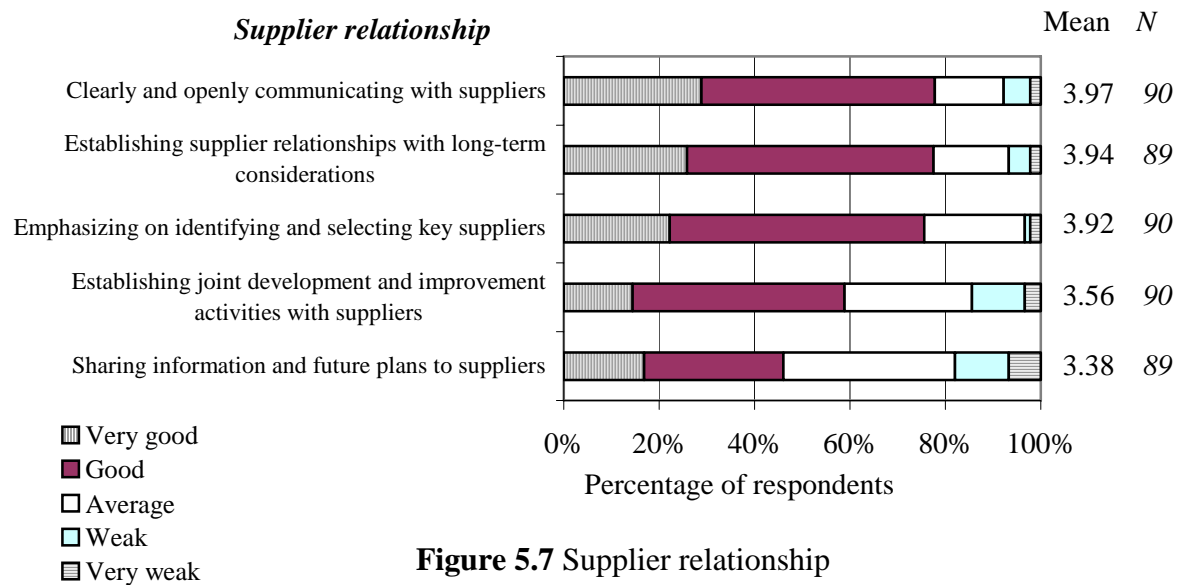 Supplier relationship
Mean N
Clearly and openly communicating with suppliers 3.97 90
Establishing supplier relationships with long-term
considerations 3.94 89
Emphasizing on identifying and selecting key suppliers 3.92 90
Establishing joint development and improvement
activities with suppliers 3.56 90
Sharing information and future plans to suppliers 3.38 89
0% 20% 40% 60% 80% 100%
Percentage of respondents
Very good
Good
Average
Weak
Very weak
Figure 5.7 Supplier relationship